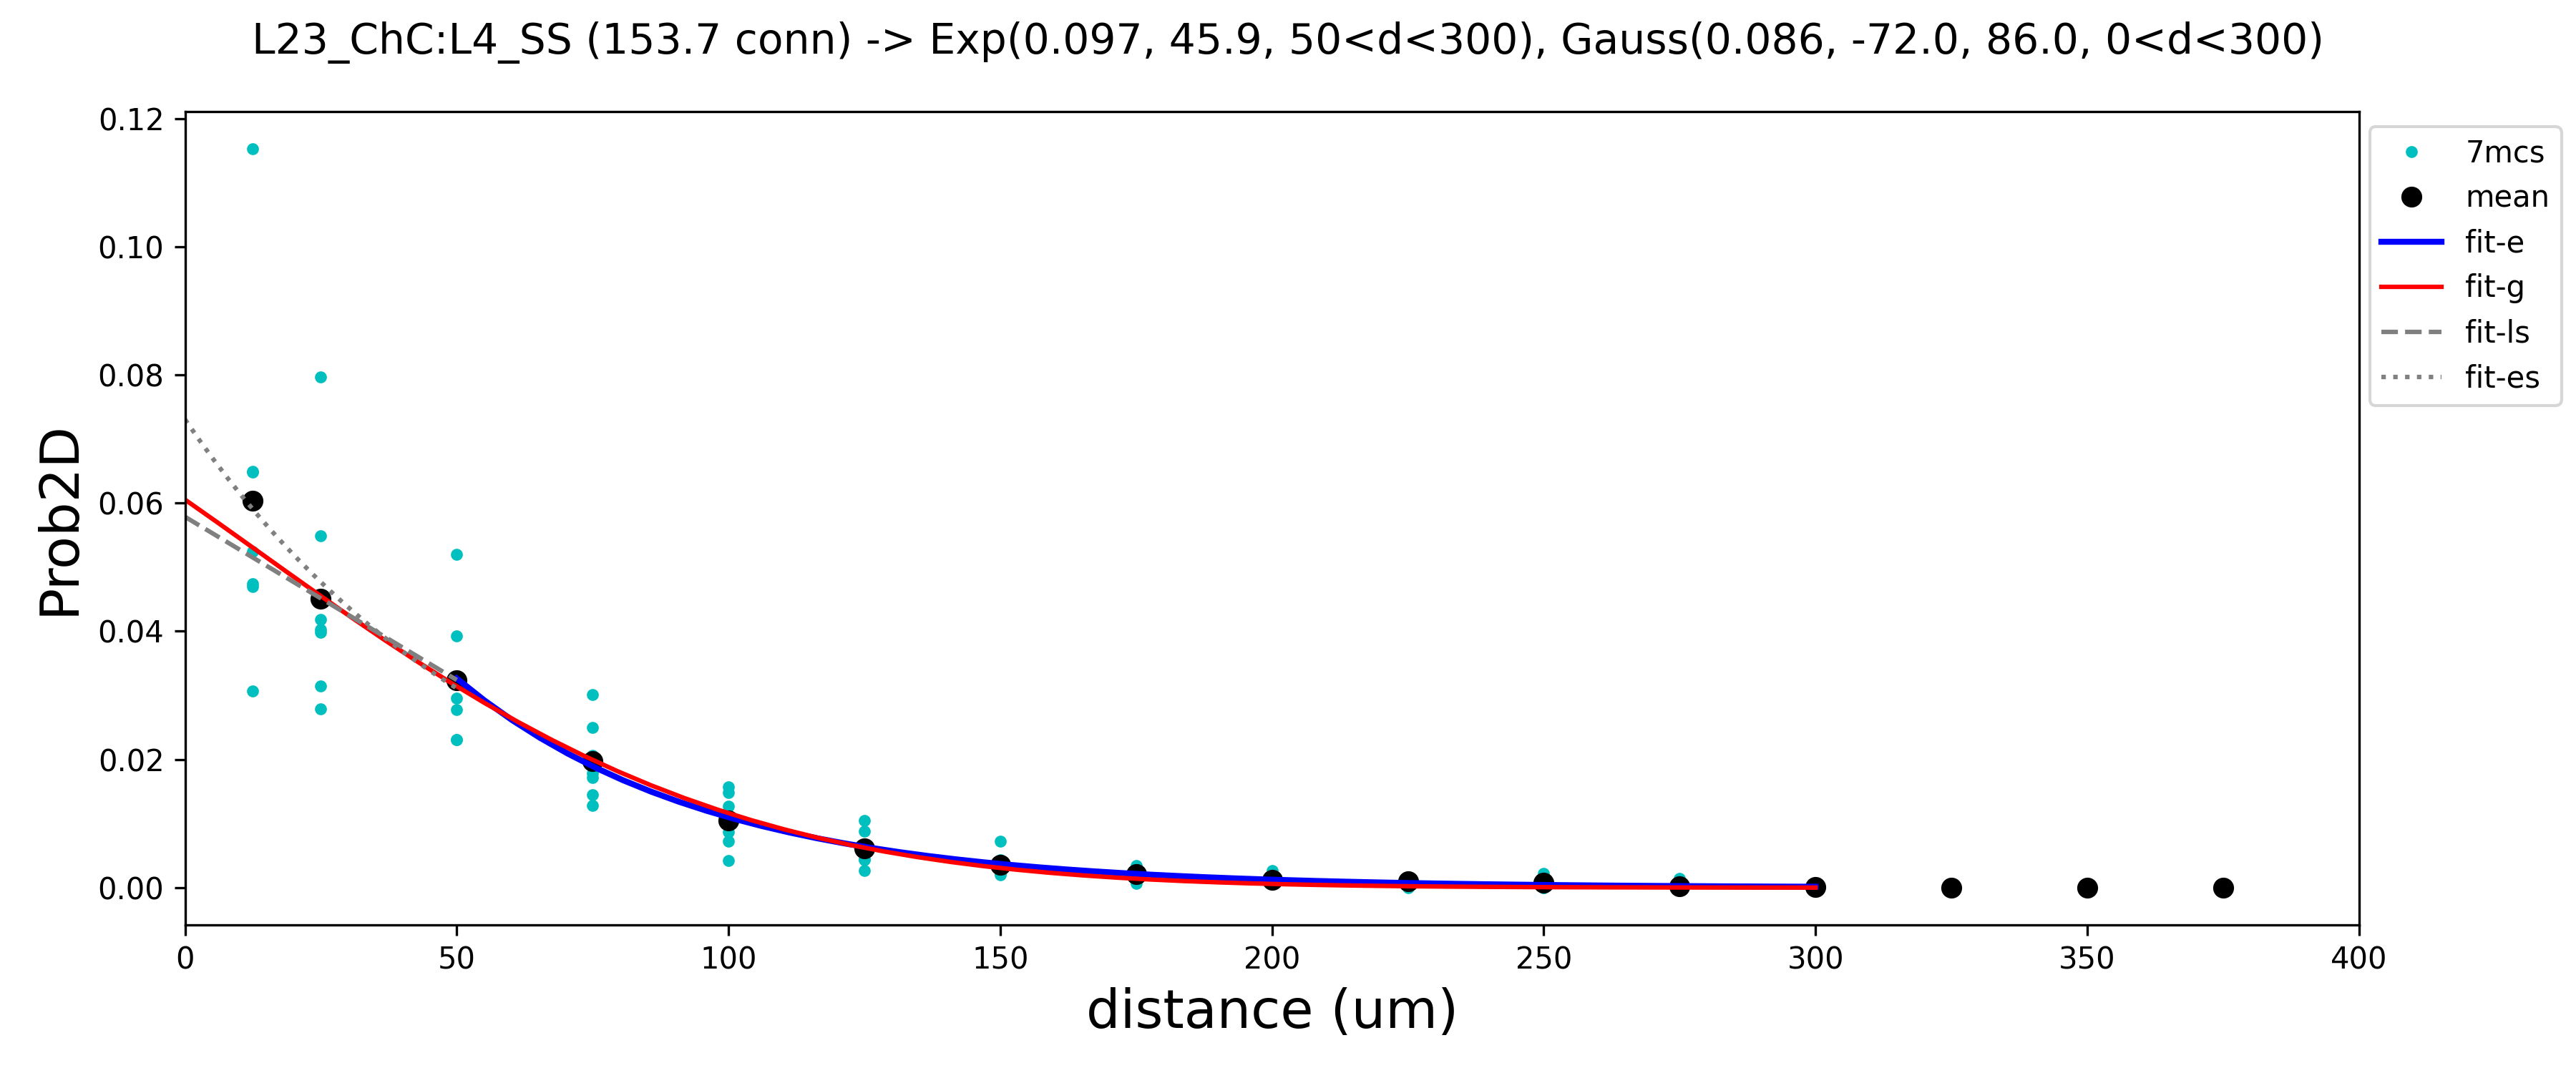 L23_ChC:L4_SS (153.7 conn) -> Exp(0.097, 45.9, 50<d<300), Gauss(0.086, -72.0, 86.0, 0<d<300)
0.12
0.10
0.08
0.06
0.04
0.02
0.00
Prob2D
0 50 100 150 200 250 300 350 400
distance (um)
7mcs
mean
fit-e
fit-g
fit-ls
fit-es